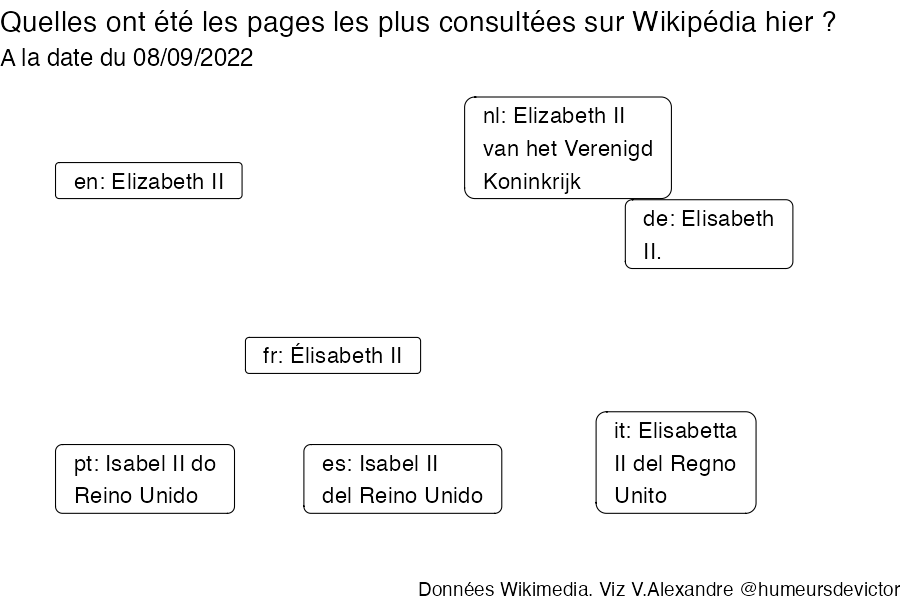 Quelles ont été les pages les plus consultées sur Wikipédia hier ?
A la date du 08/09/2022
nl: Elizabeth II
van het Verenigd
Koninkrijk
en: Elizabeth II
de: Elisabeth
II.
fr: Élisabeth II
pt: Isabel II do
Reino Unido
es: Isabel II
del Reino Unido
it: Elisabetta
II del Regno
Unito
Données Wikimedia. Viz V.Alexandre @humeursdevictor